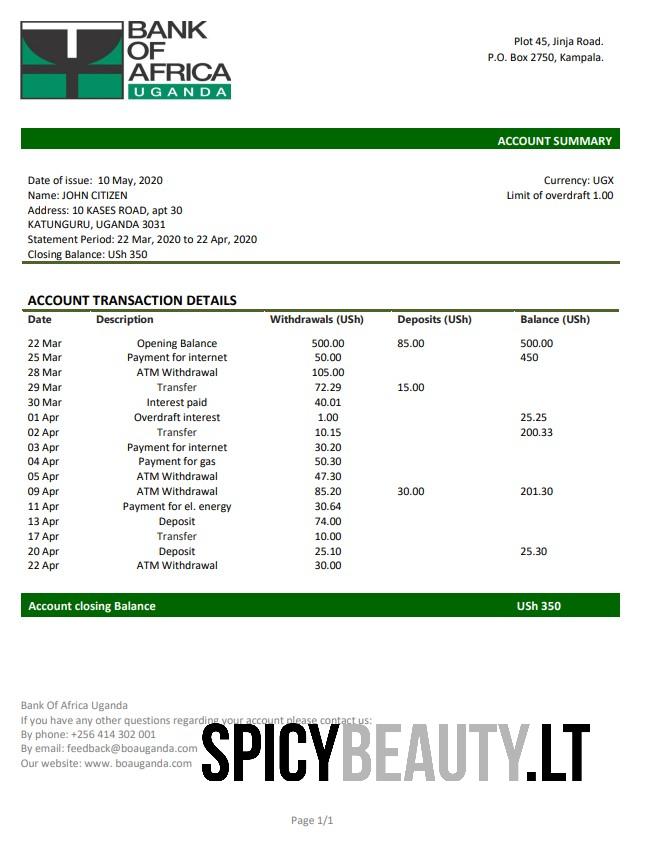 BANK
OF
AFRICA
UGANDA
Plot 45, Jinja Road.
P.O. Box 2750, Kampala.
ACCOUNT SUMMARY
Date of issue: 10 May, 2020
Currency: UGX
Name: JOHN CITIZEN
Limit of overdraft 1.00
Address: 10 KASES ROAD, apt 30
KATUNGURU, UGANDA 3031
Statement Period: 22 Mar, 2020 to 22 Apr, 2020
Closing Balance: USh 350
ACCOUNT TRANSACTION DETAILS
Date Description Withdrawals (USh) Deposits (USh) Balance (USh)
22 Mar Opening Balance 500.00 85.00 500.00
25 Mar Payment for internet 50.00 450
28 Mar ATM Withdrawal 105.00
29 Mar Transfer 72.29 15.00
30 Mar Interest paid 40.01
01 Apr Overdraft interest 1.00 25.25
02 Apr Transfer 10.15 200.33
03 Apr Payment for internet 30.20
04 Apr Payment for gas 50.30
05 Apr ATM Withdrawal 47.30
09 Apr ATM Withdrawal 85.20 30.00 201.30
11 Apr Payment for el. energy 30.64
13 Apr Deposit 74.00
17 Apr Transfer 10.00
20 Apr Deposit 25.10 25.30
22 Apr ATM Withdrawal 30.00
Account closing Balance USh 350
Bank Of Africa Uganda
If you have any other questions regarding your account please contact us:
By phone: +256 414 302 001
By email: feedback@boauganda.com
Our website: www. boauganda.com
SPICYBEAUTY.LT
Page 1/1